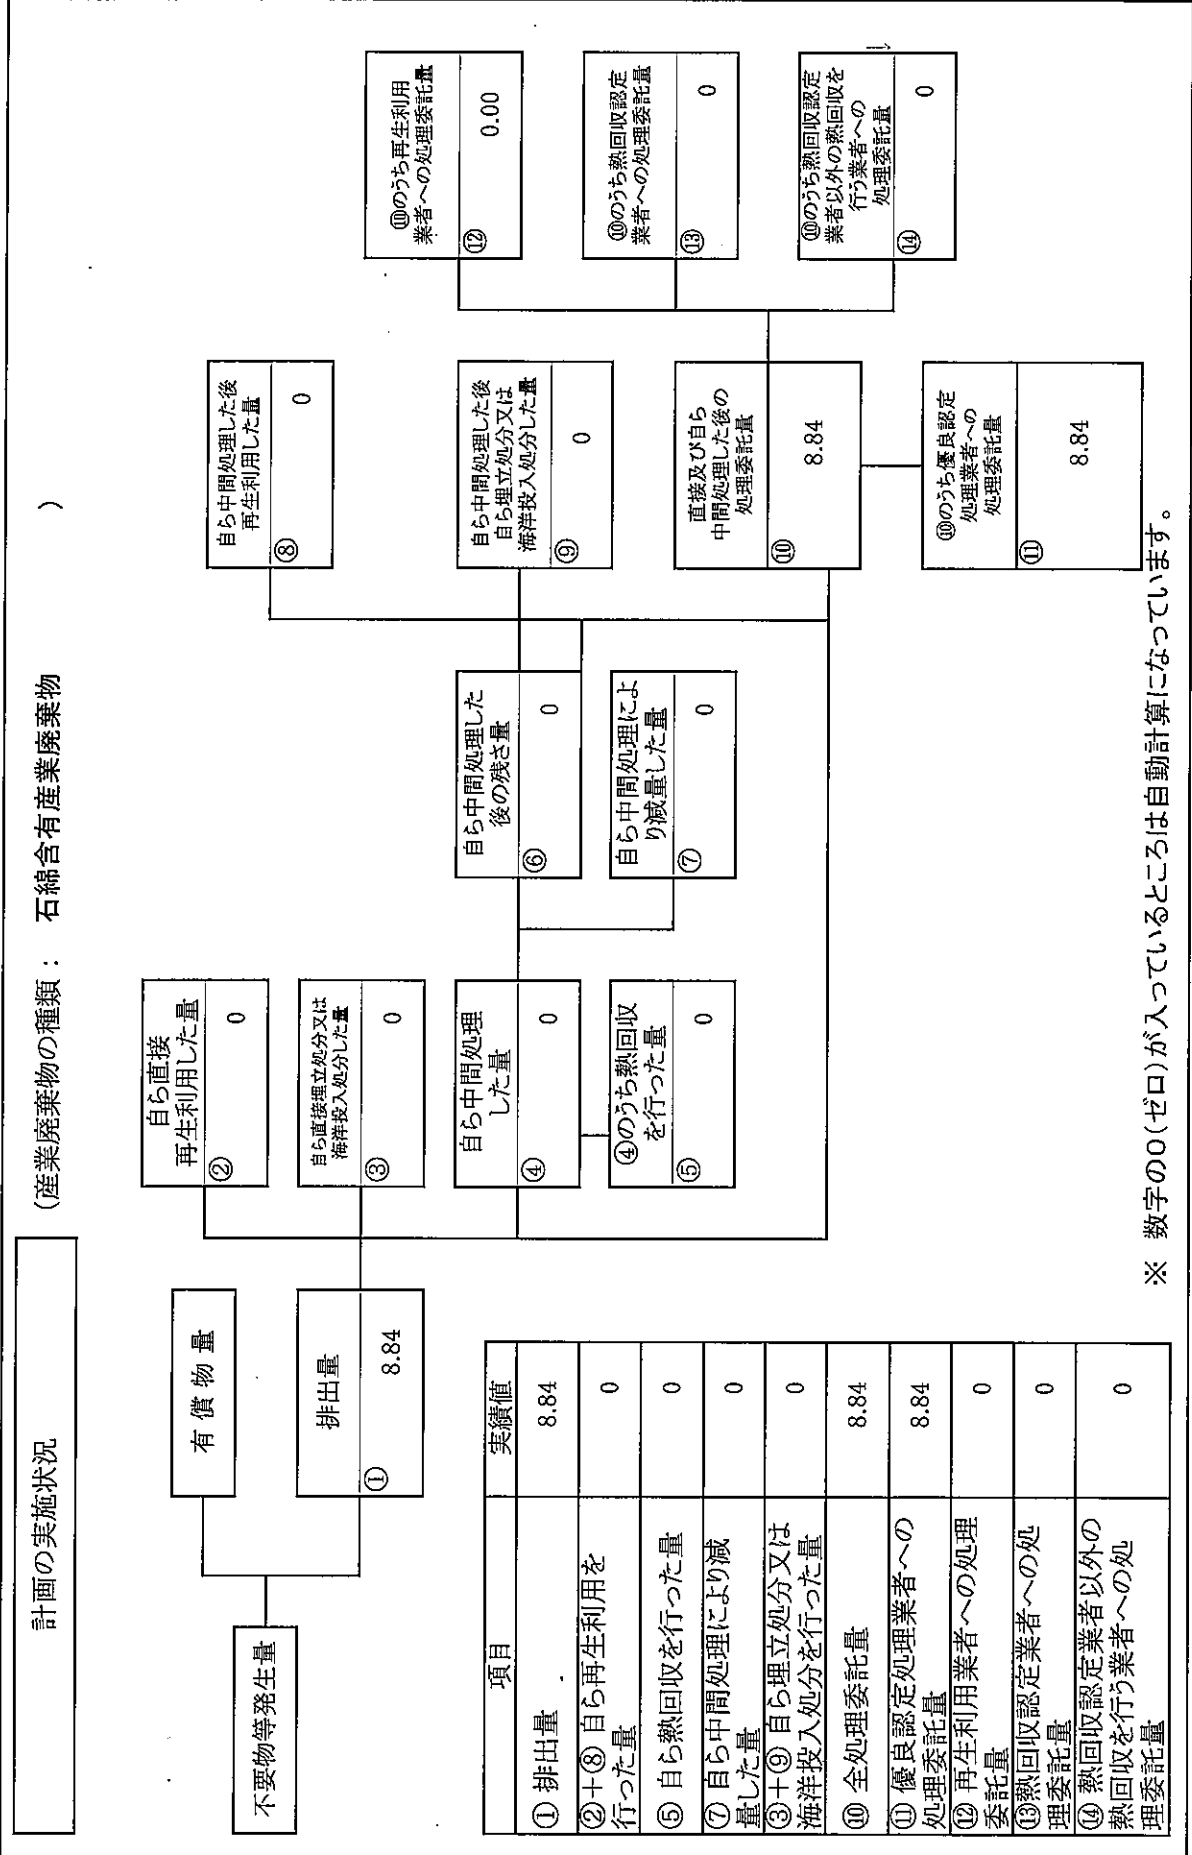 計画の実施状況
（産業廃棄物の種類： 石綿含有産業廃棄物 ）
不要物等発生量
有償物量
排出量
① 8.84
自ら直接
再生利用した量
② 0
自ら直接埋立処分又は
海洋投入処分した量
③ 0
自ら中間処理
した量
④ 0
④のうち熱回収
を行った量
⑤ 0
自ら中間処理した
後の残さ量
⑥ 0
自ら中間処理によ
り減量した量
⑦ 0
自ら中間処理した後
再生利用した量
⑧ 0
自ら中間処理した後
自ら埋立処分又は
海洋投入処分した量
⑨ 0
直接及び自ら
中間処理した後の
処理委託量
⑩ 8.84
⑩のうち優良認定
処理業者への
処理委託量
⑪ 8.84
⑩のうち再生利用
業者への処理委託量
⑫ 0.00
⑩のうち熱回収認定
業者への処理委託量
⑬ 0
⑩のうち熱回収認定
業者以外の熱回収を
行う業者への
処理委託量
⑭ 0
項目 実績値
① 排出量 8.84
②＋⑧ 自ら再生利用を
行った量 0
⑤ 自ら熱回収を行った量 0
⑦ 自ら中間処理により減
量した量 0
③＋⑨ 自ら埋立処分又は
海洋投入処分を行った量 0
⑩ 全処理委託量 8.84
⑪ 優良認定処理業者への
処理委託量 8.84
⑫ 再生利用業者への処理
委託量 0
⑬熱回収認定業者への処
理委託量 0
⑭ 熱回収認定業者以外の
熱回収を行う業者への処
理委託量 0
※ 数字の0（ゼロ）が入っているところは自動計算になっています。